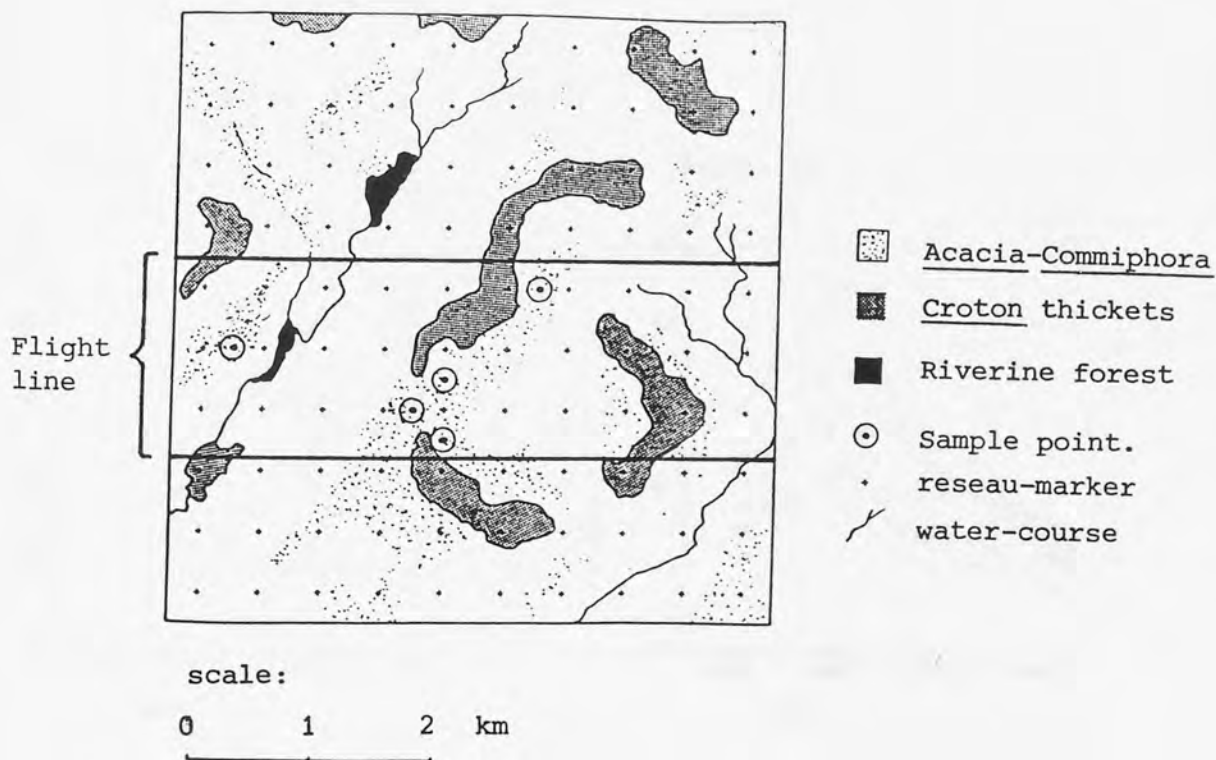 Flight
line
Acacia-Commiphora
Croton thickets
Riverine forest
Sample point.
reseau-marker
water-course
scale:
0 1 2 km